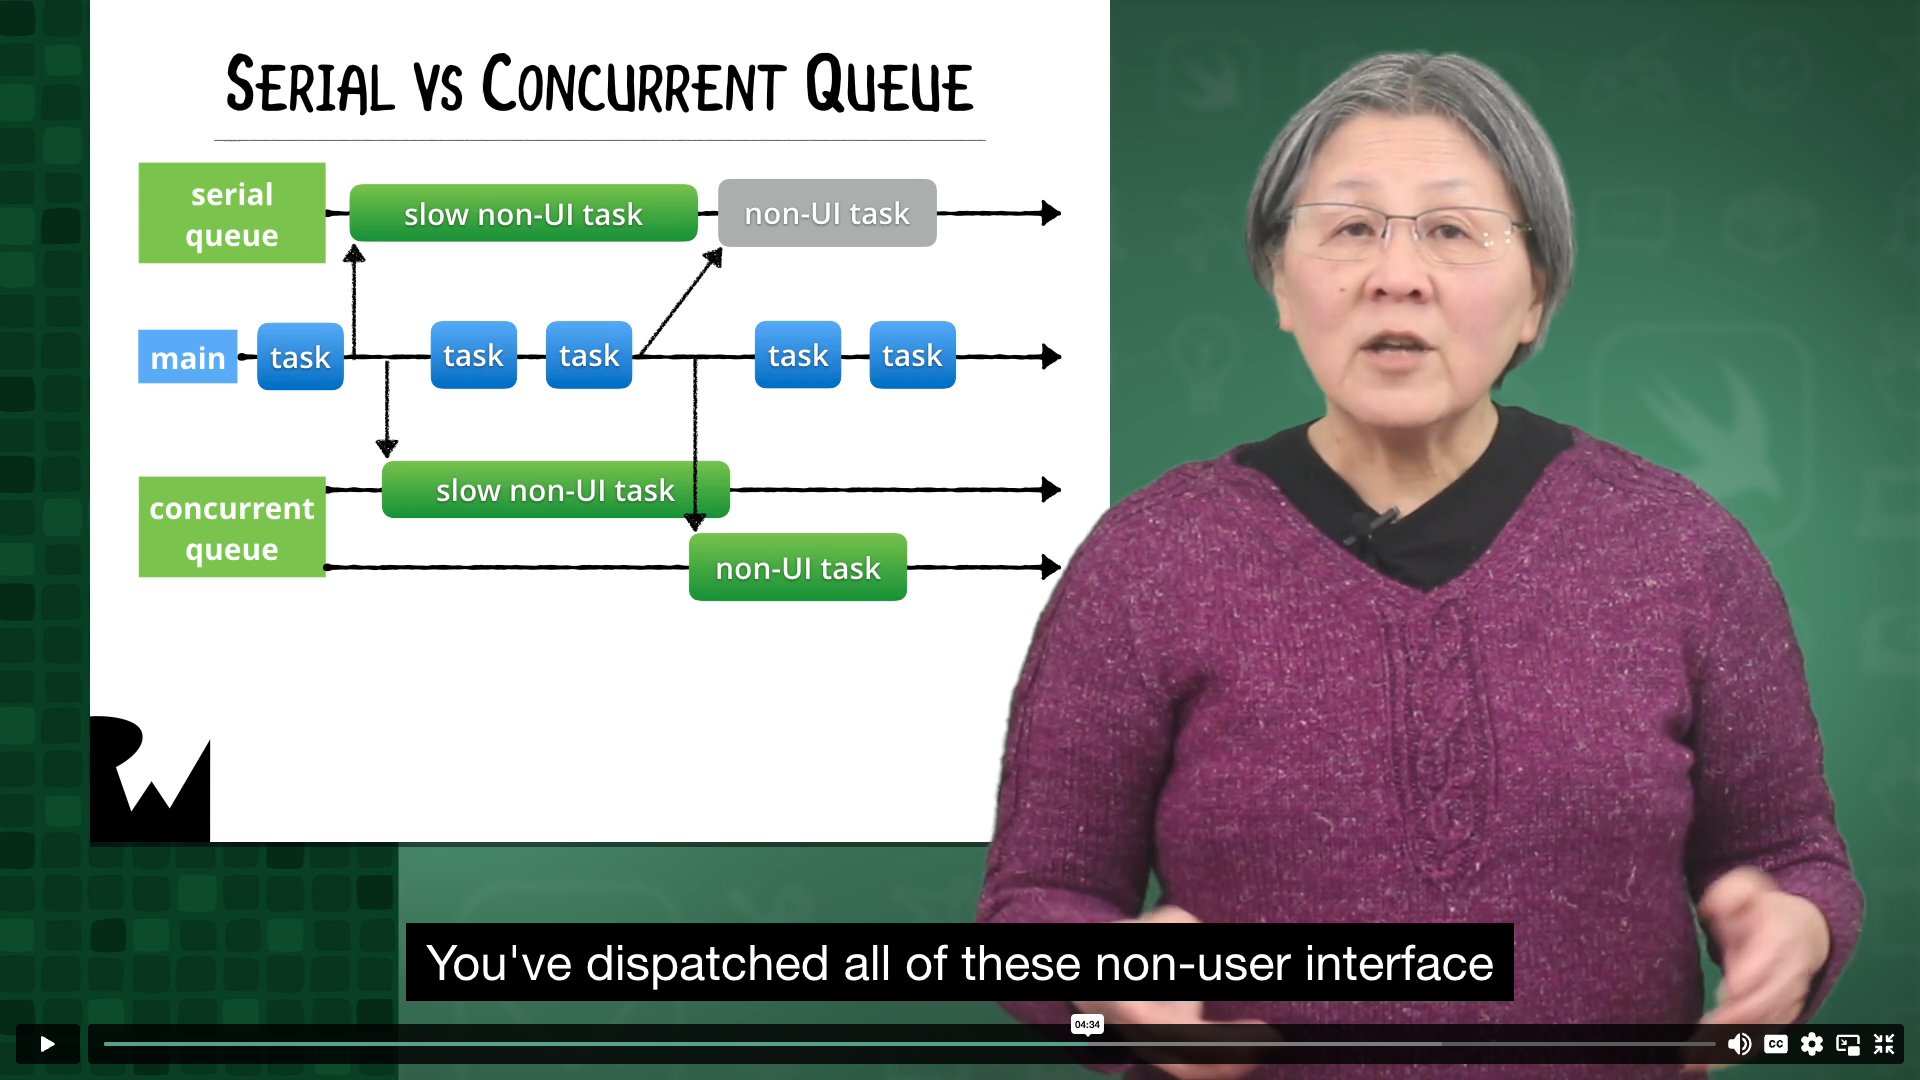 SERIAL VS CONCURRENT QUEUE
serial
queue
slow non-UI task
non-UI task
main
task
task
task
task
task
concurrent
queue
slow non-UI task
non-UI task
RW
You've dispatched all of these non-user interface
04:34
CC